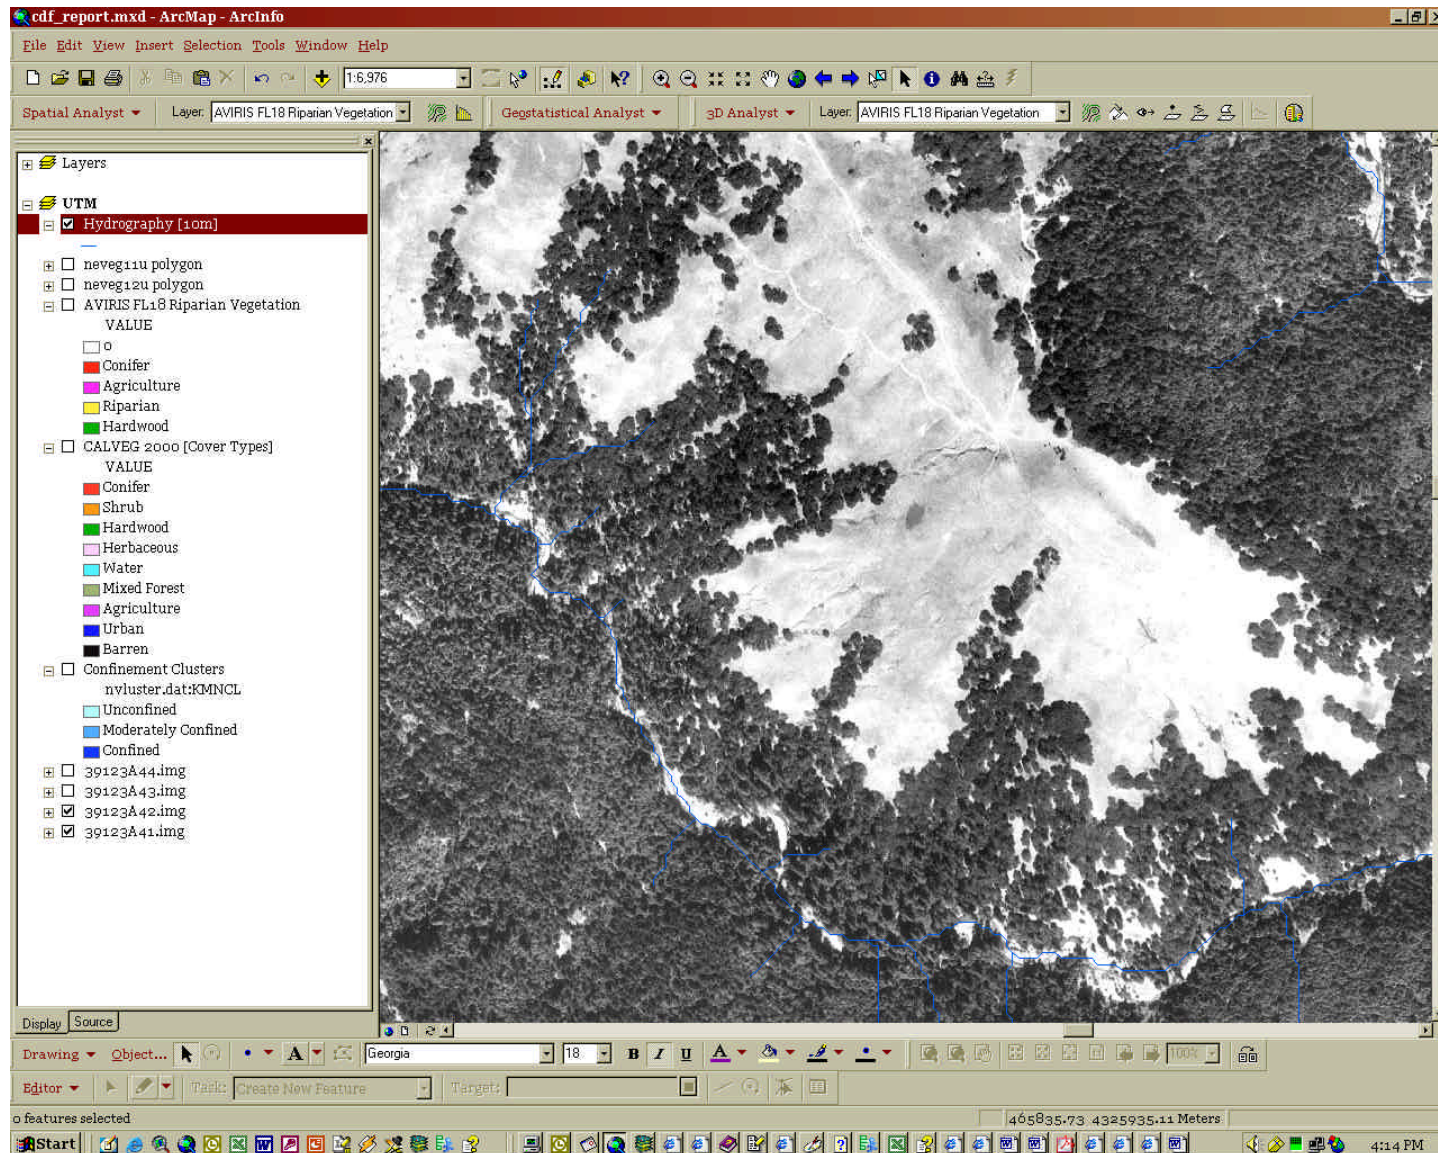 cdf_report.mxd - ArcMap - ArcInfo
File Edit View Insert Selection Tools Window Help
1:6,976
Spatial Analyst Layer: AVIRIS FL18 Riparian Vegetation Geostatistical Analyst 3D Analyst Layer: AVIRIS FL18 Riparian Vegetation
Layers
UTM
Hydrography [10m]
neveg11u polygon
neveg12u polygon
AVIRIS FL18 Riparian Vegetation
VALUE
0
Conifer
Agriculture
Riparian
Hardwood
CALVEG 2000 [Cover Types]
VALUE
Conifer
Shrub
Hardwood
Herbaceous
Water
Mixed Forest
Agriculture
Urban
Barren
Confinement Clusters
nvluster.dat:KMNCL
Unconfined
Moderately Confined
Confined
39123A44.img
39123A43.img
39123A42.img
39123A41.img
Display Source
Drawing Object... A Georgia 18 B I U A 100%
Editor Task: Create New Feature Target:
0 features selected 465835.73 4325935.11 Meters
Start 4:14 PM